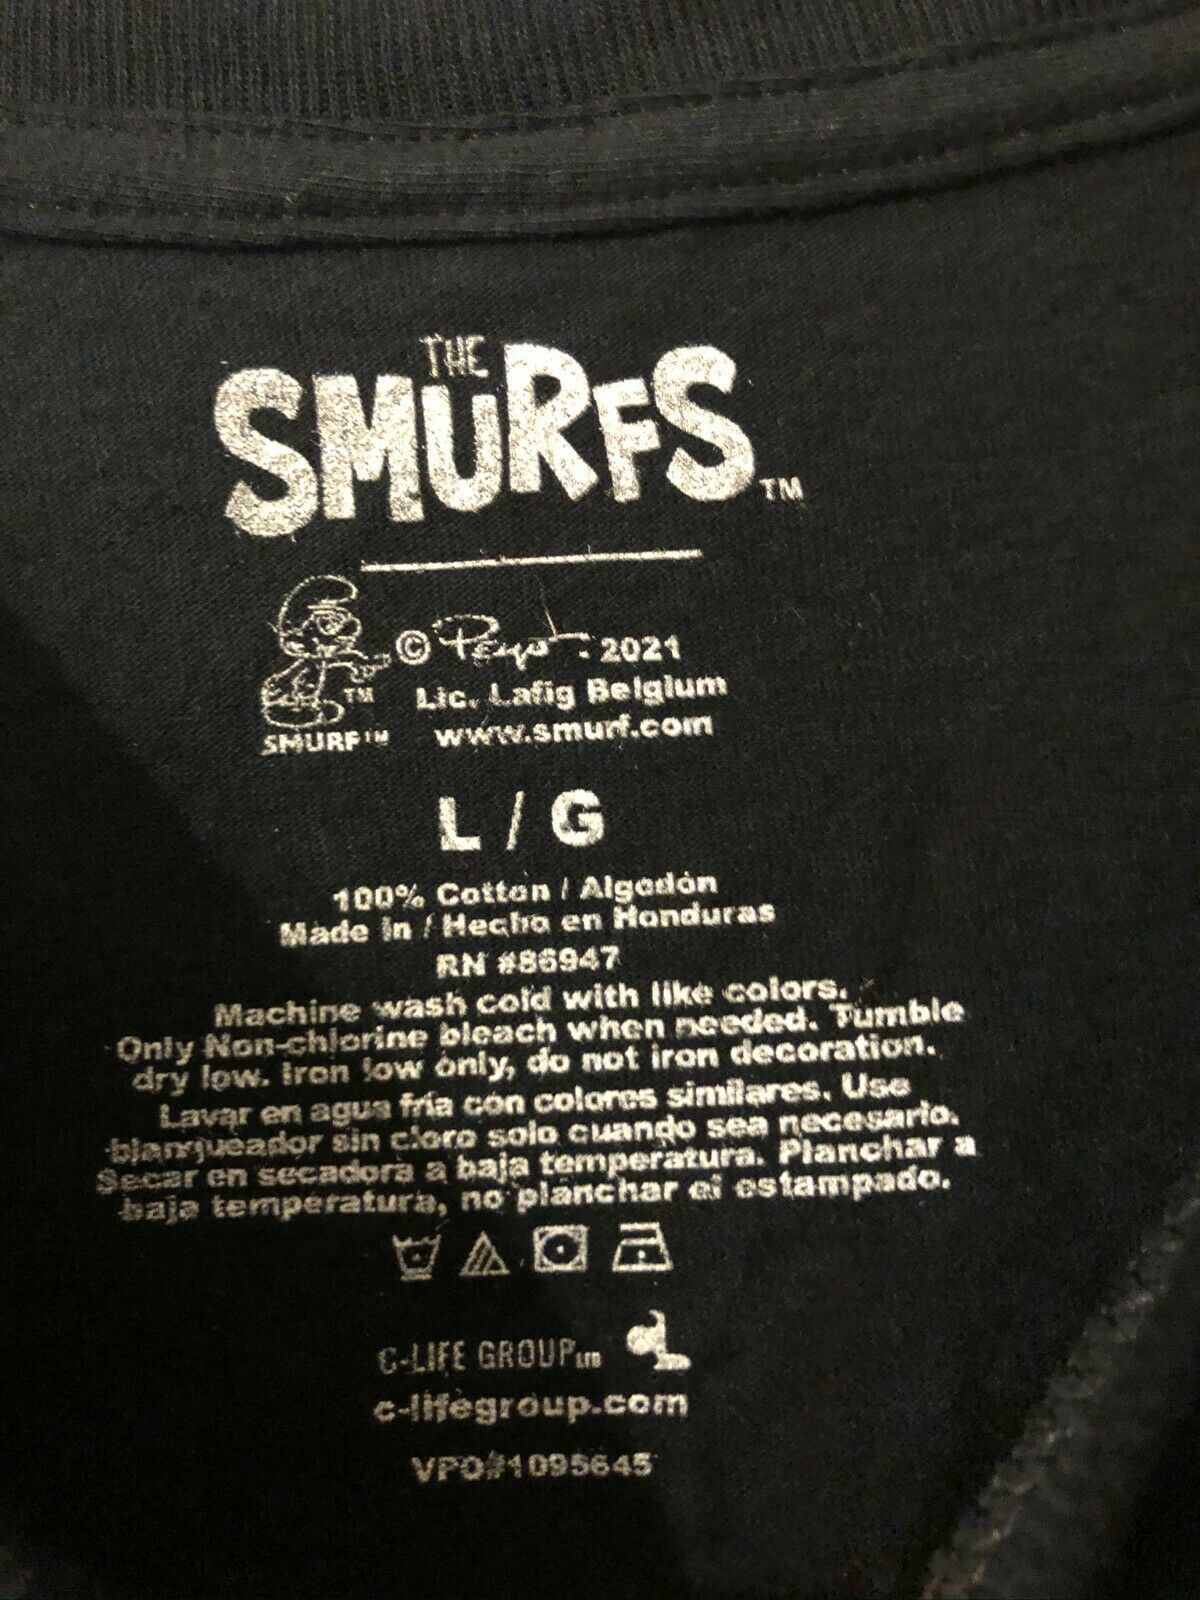 THE
SMURFS™
© Peyo - 2021
™ Lic. Lafig Belgium
SMURF™ www.smurf.com
L / G
100% Cotton / Algodón
Made in / Hecho en Honduras
RN #86947
Machine wash cold with like colors.
Only Non-chlorine bleach when needed. Tumble
dry low. Iron low only, do not iron decoration.
Lavar en agua fría con colores similares. Use
blanqueador sin cloro solo cuando sea necesario.
Secar en secadora a baja temperatura. Planchar a
baja temperatura, no planchar el estampado.
C-LIFE GROUP LTD
c-lifegroup.com
VPO#1095645